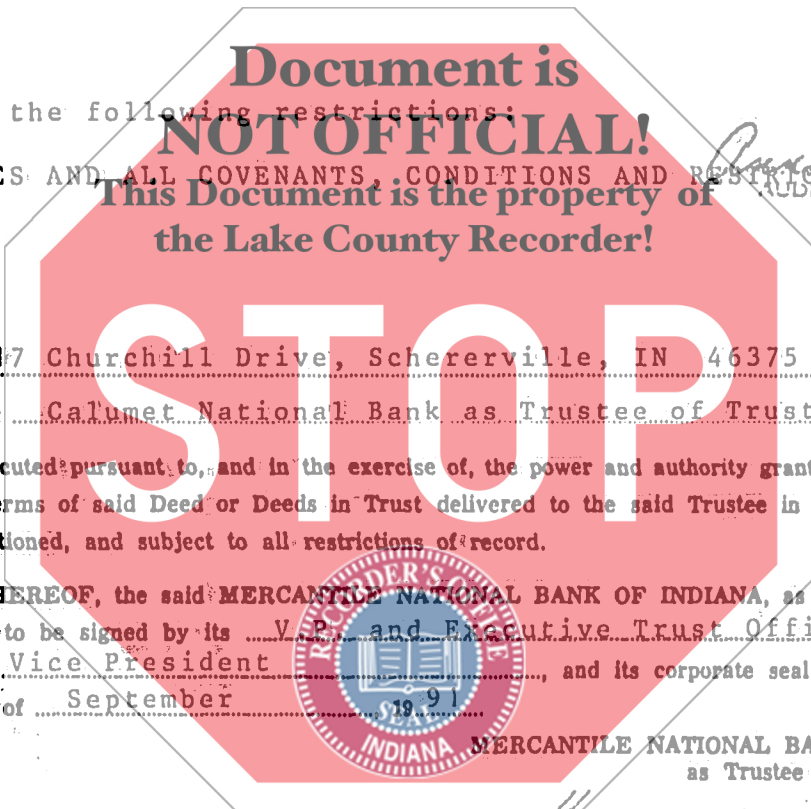 Document is
the following restrictions:
NOT OFFICIAL!
ES AND ALL COVENANTS, CONDITIONS AND
This Document is the property of
the Lake County Recorder!
STOP
7 Churchill Drive, Schererville, IN 46375
Calumet National Bank as Trustee of Trust
cuted pursuant to, and in the exercise of, the power and authority grant
erms of said Deed or Deeds in Trust delivered to the said Trustee in
tioned, and subject to all restrictions of record.
HEREOF, the said MERCANTILE NATIONAL BANK OF INDIANA, as
to be signed by its V.P. and Executive Trust Offi
Vice President, and its corporate seal
of September 19 91
RECORDER'S OFFICE
SEAL
INDIANA
MERCANTILE NATIONAL BA
as Trustee